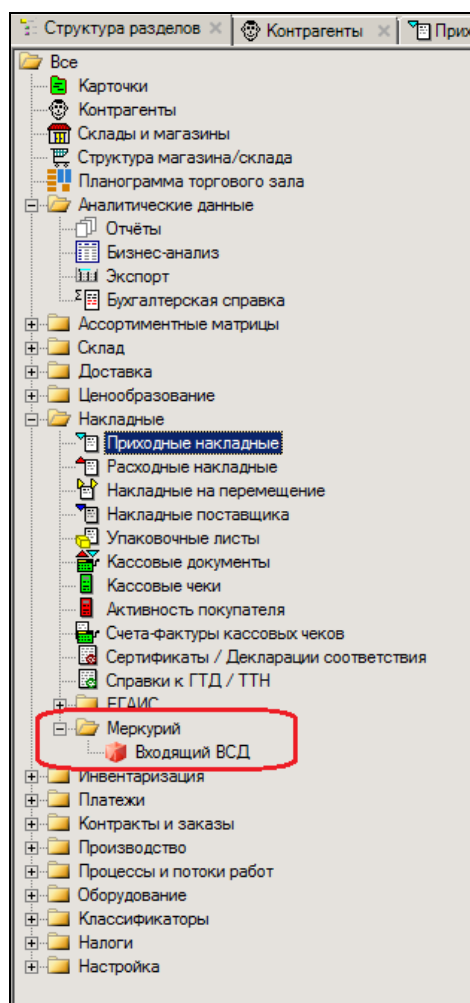 Структура разделов
Контрагенты
Все
Карточки
Контрагенты
Склады и магазины
Структура магазина/склада
Планограмма торгового зала
Аналитические данные
Отчёты
Бизнес-анализ
Экспорт
Бухгалтерская справка
Ассортиментные матрицы
Склад
Доставка
Ценообразование
Накладные
Приходные накладные
Расходные накладные
Накладные на перемещение
Накладные поставщика
Упаковочные листы
Кассовые документы
Кассовые чеки
Активность покупателя
Счета-фактуры кассовых чеков
Сертификаты / Декларации соответствия
Справки к ГТД / ТТН
ЕГАИС
Меркурий
Входящий ВСД
Инвентаризация
Платежи
Контракты и заказы
Производство
Процессы и потоки работ
Оборудование
Классификаторы
Налоги
Настройка